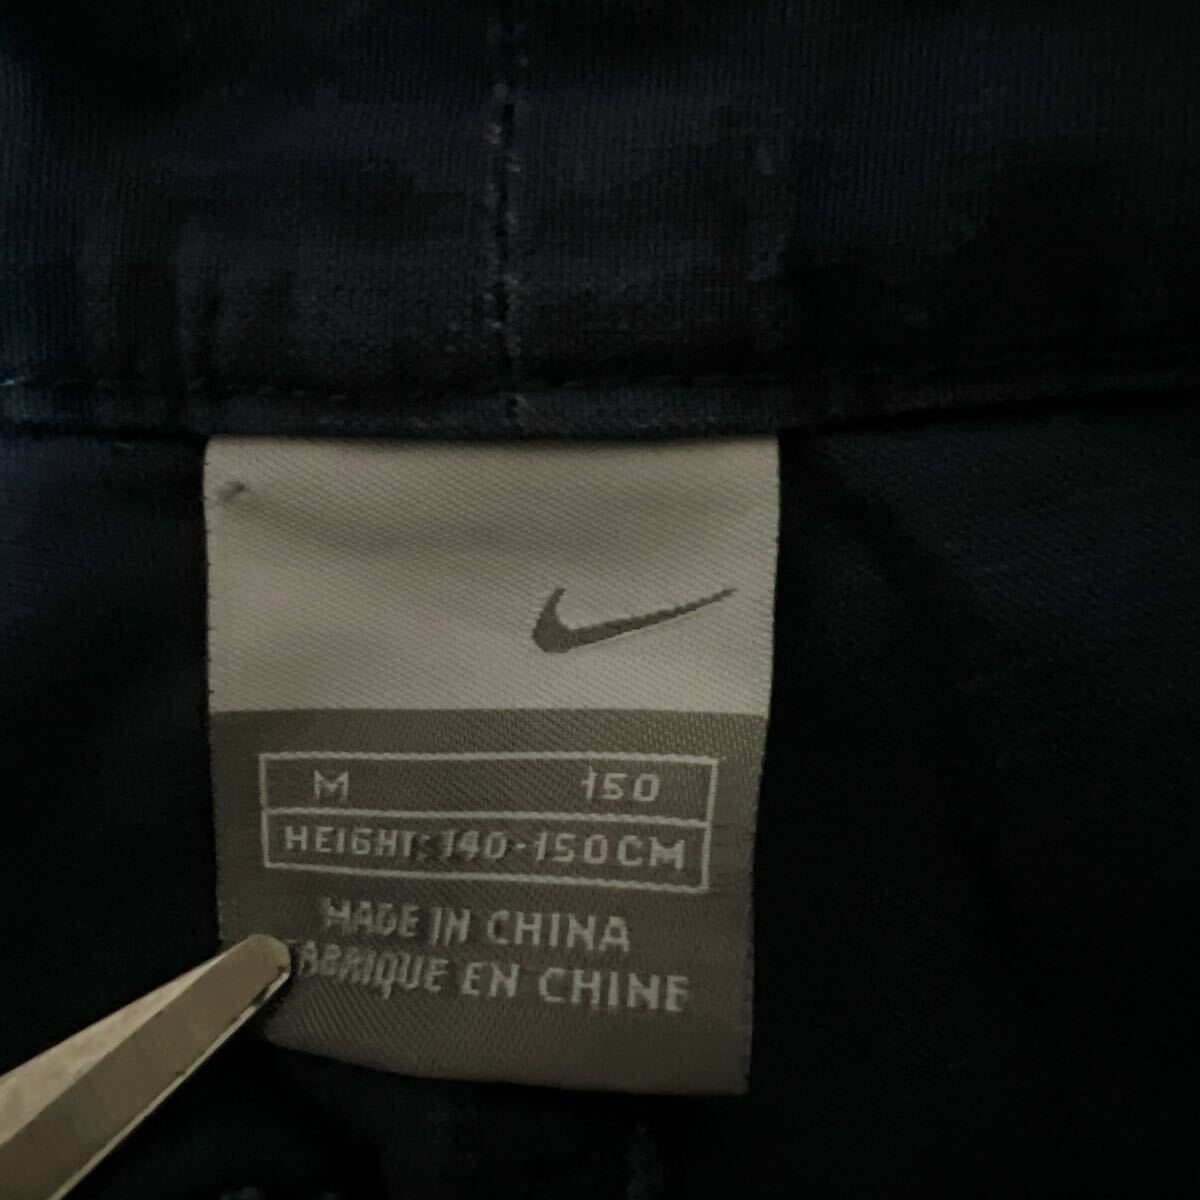 M 150
HEIGHT: 140-150CM
MADE IN CHINA
FABRIQUE EN CHINE